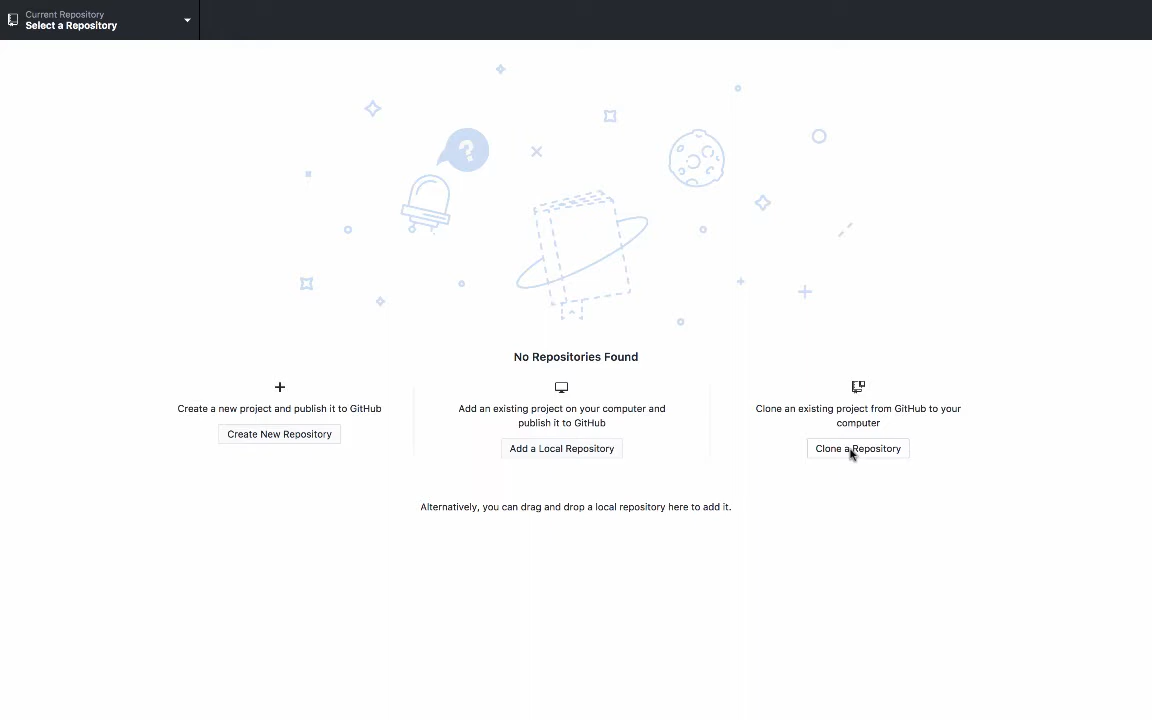 Current Repository
Select a Repository
?
No Repositories Found
Create a new project and publish it to GitHub
Create New Repository
Add an existing project on your computer and
publish it to GitHub
Add a Local Repository
Clone an existing project from GitHub to your
computer
Clone a Repository
Alternatively, you can drag and drop a local repository here to add it.